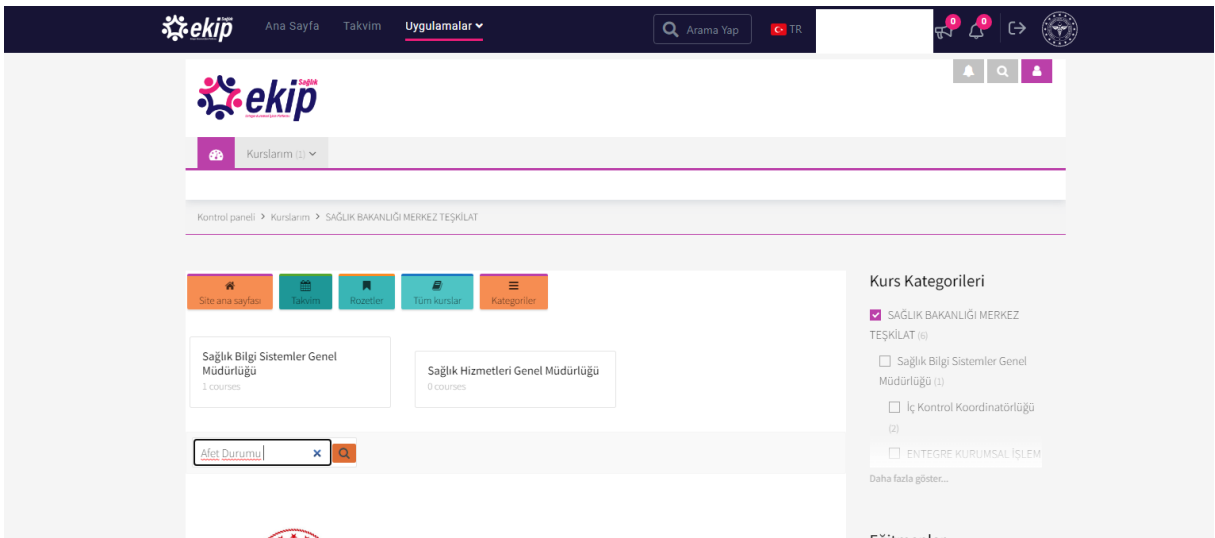 ekip Sağlık Ana Sayfa Takvim Uygulamalar Arama Yap TR 0 0
Sağlık
ekip
Kurslarım (1)
Kontrol paneli > Kurslarım > SAĞLIK BAKANLIĞI MERKEZ TEŞKİLAT
Site ana sayfası Takvim Rozetler Tüm kurslar Kategoriler
Sağlık Bilgi Sistemler Genel
Müdürlüğü
1 courses
Sağlık Hizmetleri Genel Müdürlüğü
0 courses
Afet Durumu
Kurs Kategorileri
SAĞLIK BAKANLIĞI MERKEZ
TEŞKİLAT (6)
Sağlık Bilgi Sistemler Genel
Müdürlüğü (1)
İç Kontrol Koordinatörlüğü
(2)
ENTEGRE KURUMSAL İŞLEM
Daha fazla göster...